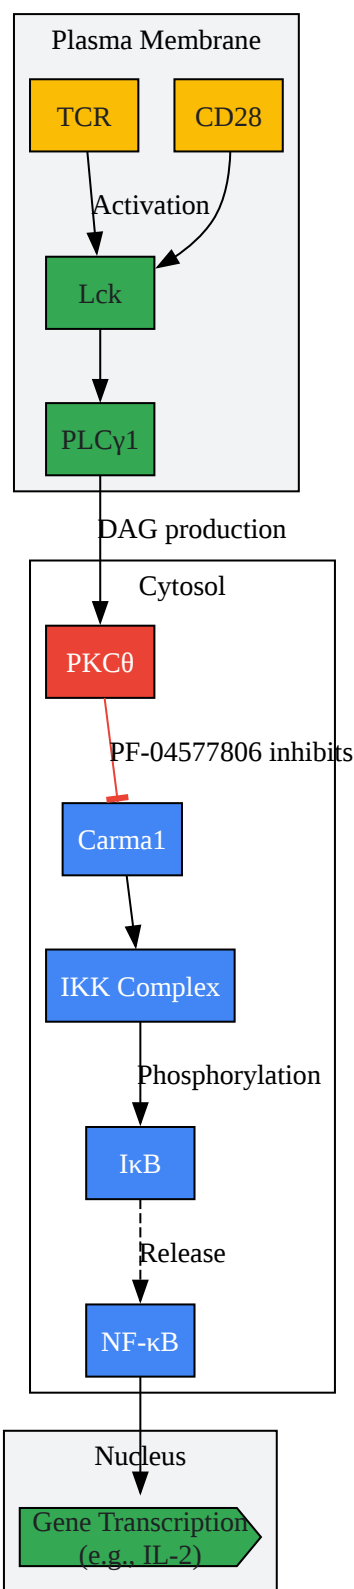 Plasma Membrane
TCR
CD28
Activation
Lck
PLCγ1
DAG production
Cytosol
PKCθ
PF-04577806 inhibits
Carma1
IKK Complex
Phosphorylation
IκB
Release
NF-κB
Nucleus
Gene Transcription
(e.g., IL-2)